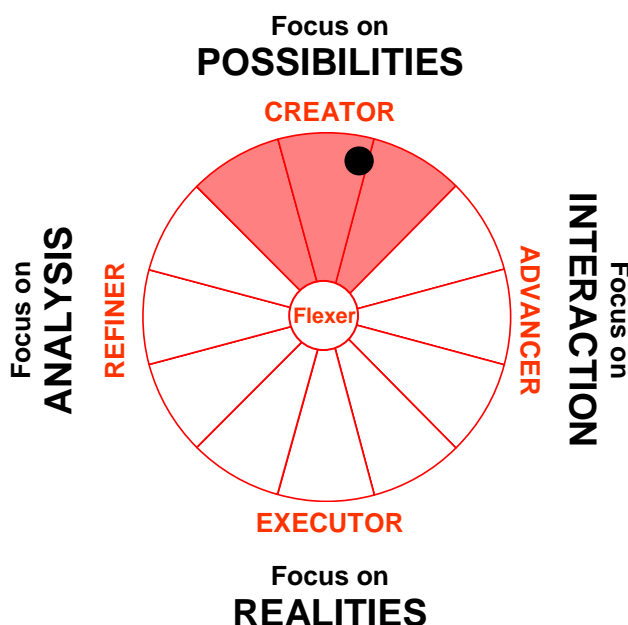 Focus on
POSSIBILITIES
CREATOR
Focus on
ANALYSIS
REFINER
Flexer
ADVANCER
INTERACTION
Focus on
EXECUTOR
Focus on
REALITIES